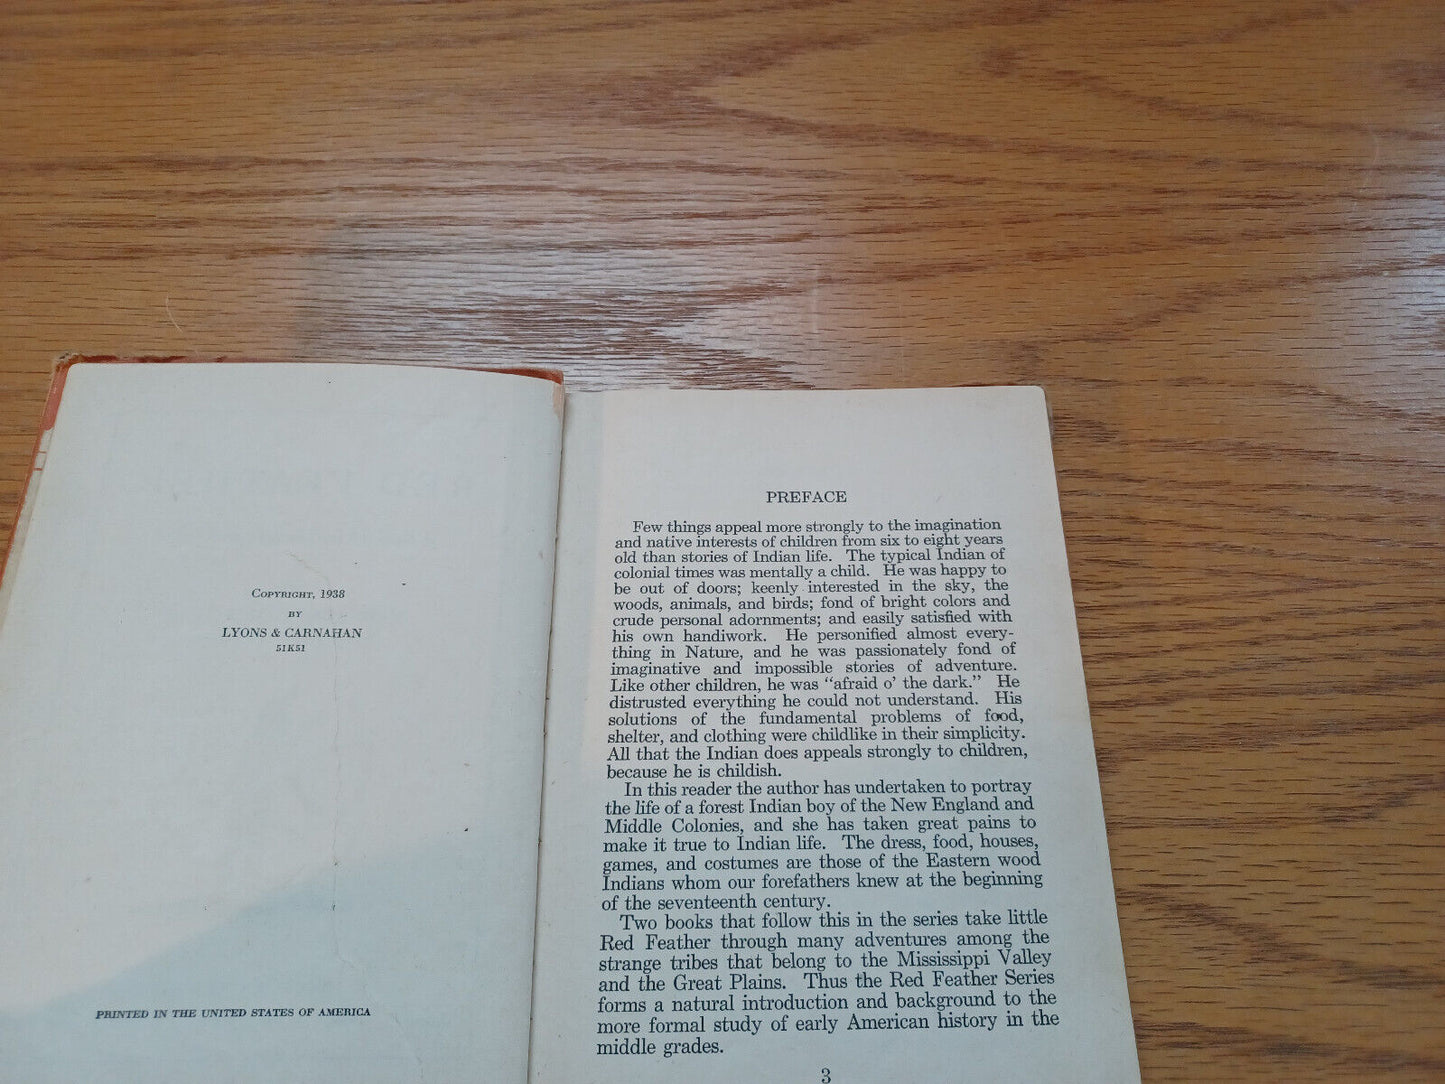 COPYRIGHT, 1938
BY
LYONS & CARNAHAN
51K51
PRINTED IN THE UNITED STATES OF AMERICA
PREFACE
Few things appeal more strongly to the imagination
and native interests of children from six to eight years
old than stories of Indian life. The typical Indian of
colonial times was mentally a child. He was happy to
be out of doors; keenly interested in the sky, the
woods, animals, and birds; fond of bright colors and
crude personal adornments; and easily satisfied with
his own handiwork. He personified almost every-
thing in Nature, and he was passionately fond of
imaginative and impossible stories of adventure.
Like other children, he was "afraid o' the dark." He
distrusted everything he could not understand. His
solutions of the fundamental problems of food,
shelter, and clothing were childlike in their simplicity.
All that the Indian does appeals strongly to children,
because he is childish.
In this reader the author has undertaken to portray
the life of a forest Indian boy of the New England and
Middle Colonies, and she has taken great pains to
make it true to Indian life. The dress, food, houses,
games, and costumes are those of the Eastern wood
Indians whom our forefathers knew at the beginning
of the seventeenth century.
Two books that follow this in the series take little
Red Feather through many adventures among the
strange tribes that belong to the Mississippi Valley
and the Great Plains. Thus the Red Feather Series
forms a natural introduction and background to the
more formal study of early American history in the
middle grades.
3